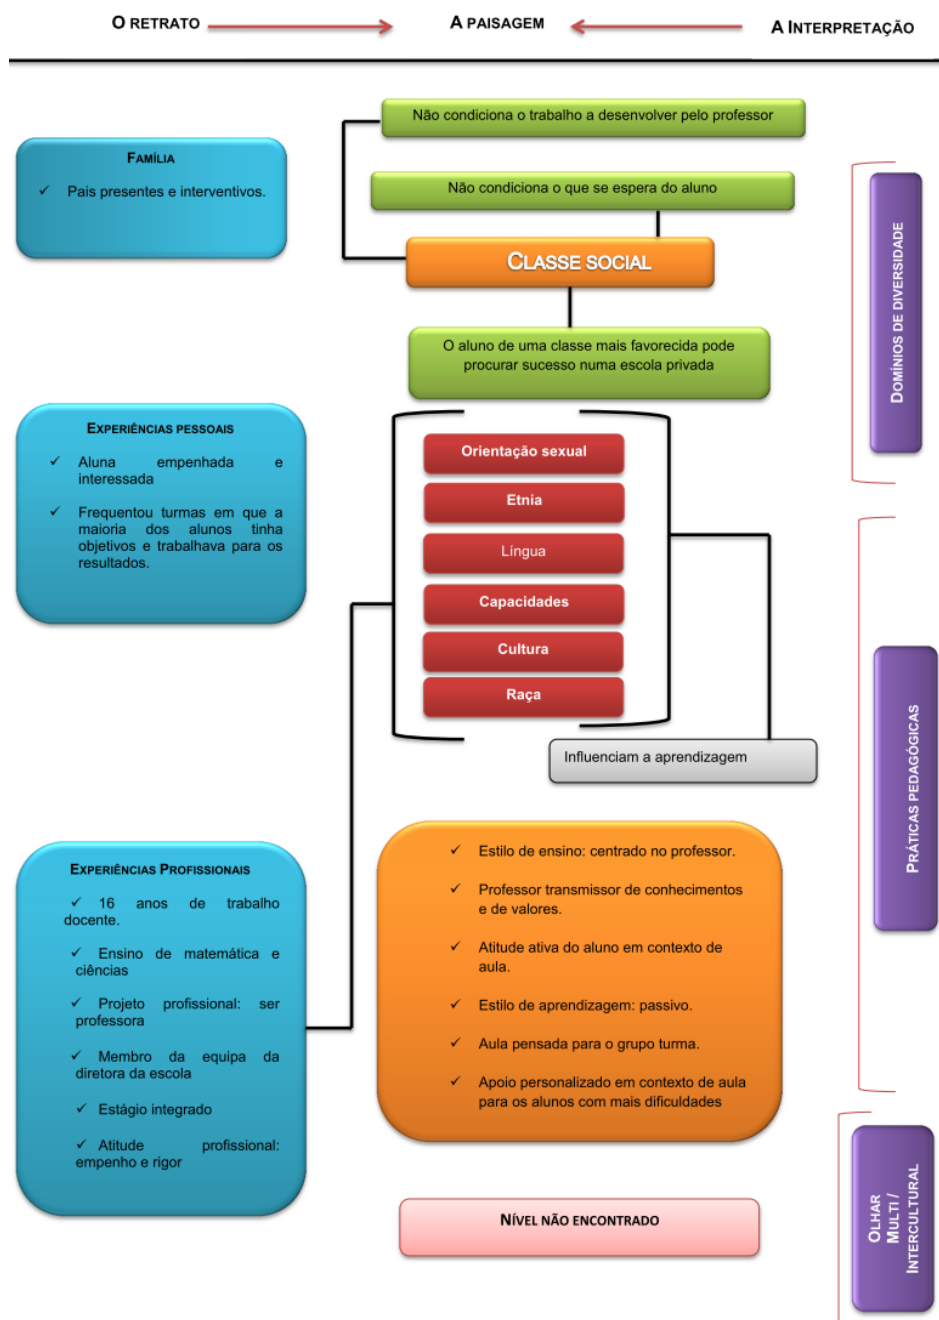 O RETRATO
A PAISAGEM
A INTERPRETAÇÃO
Não condiciona o trabalho a desenvolver pelo professor
FAMÍLIA
✓ Pais presentes e interventivos.
Não condiciona o que se espera do aluno
CLASSE SOCIAL
O aluno de uma classe mais favorecida pode
procurar sucesso numa escola privada
DOMÍNIOS DE DIVERSIDADE
EXPERIÊNCIAS PESSOAIS
✓ Aluna empenhada e
interessada
✓ Frequentou turmas em que a
maioria dos alunos tinha
objetivos e trabalhava para os
resultados.
Orientação sexual
Etnia
Língua
Capacidades
Cultura
Raça
Influenciam a aprendizagem
PRÁTICAS PEDAGÓGICAS
EXPERIÊNCIAS PROFISSIONAIS
✓ 16 anos de trabalho
docente.
✓ Ensino de matemática e
ciências
✓ Projeto profissional: ser
professora
✓ Membro da equipa da
diretora da escola
✓ Estágio integrado
✓ Atitude profissional:
empenho e rigor
✓ Estilo de ensino: centrado no professor.
✓ Professor transmissor de conhecimentos
e de valores.
✓ Atitude ativa do aluno em contexto de
aula.
✓ Estilo de aprendizagem: passivo.
✓ Aula pensada para o grupo turma.
✓ Apoio personalizado em contexto de aula
para os alunos com mais dificuldades
NÍVEL NÃO ENCONTRADO
OLHAR
MULTI /
INTERCULTURAL